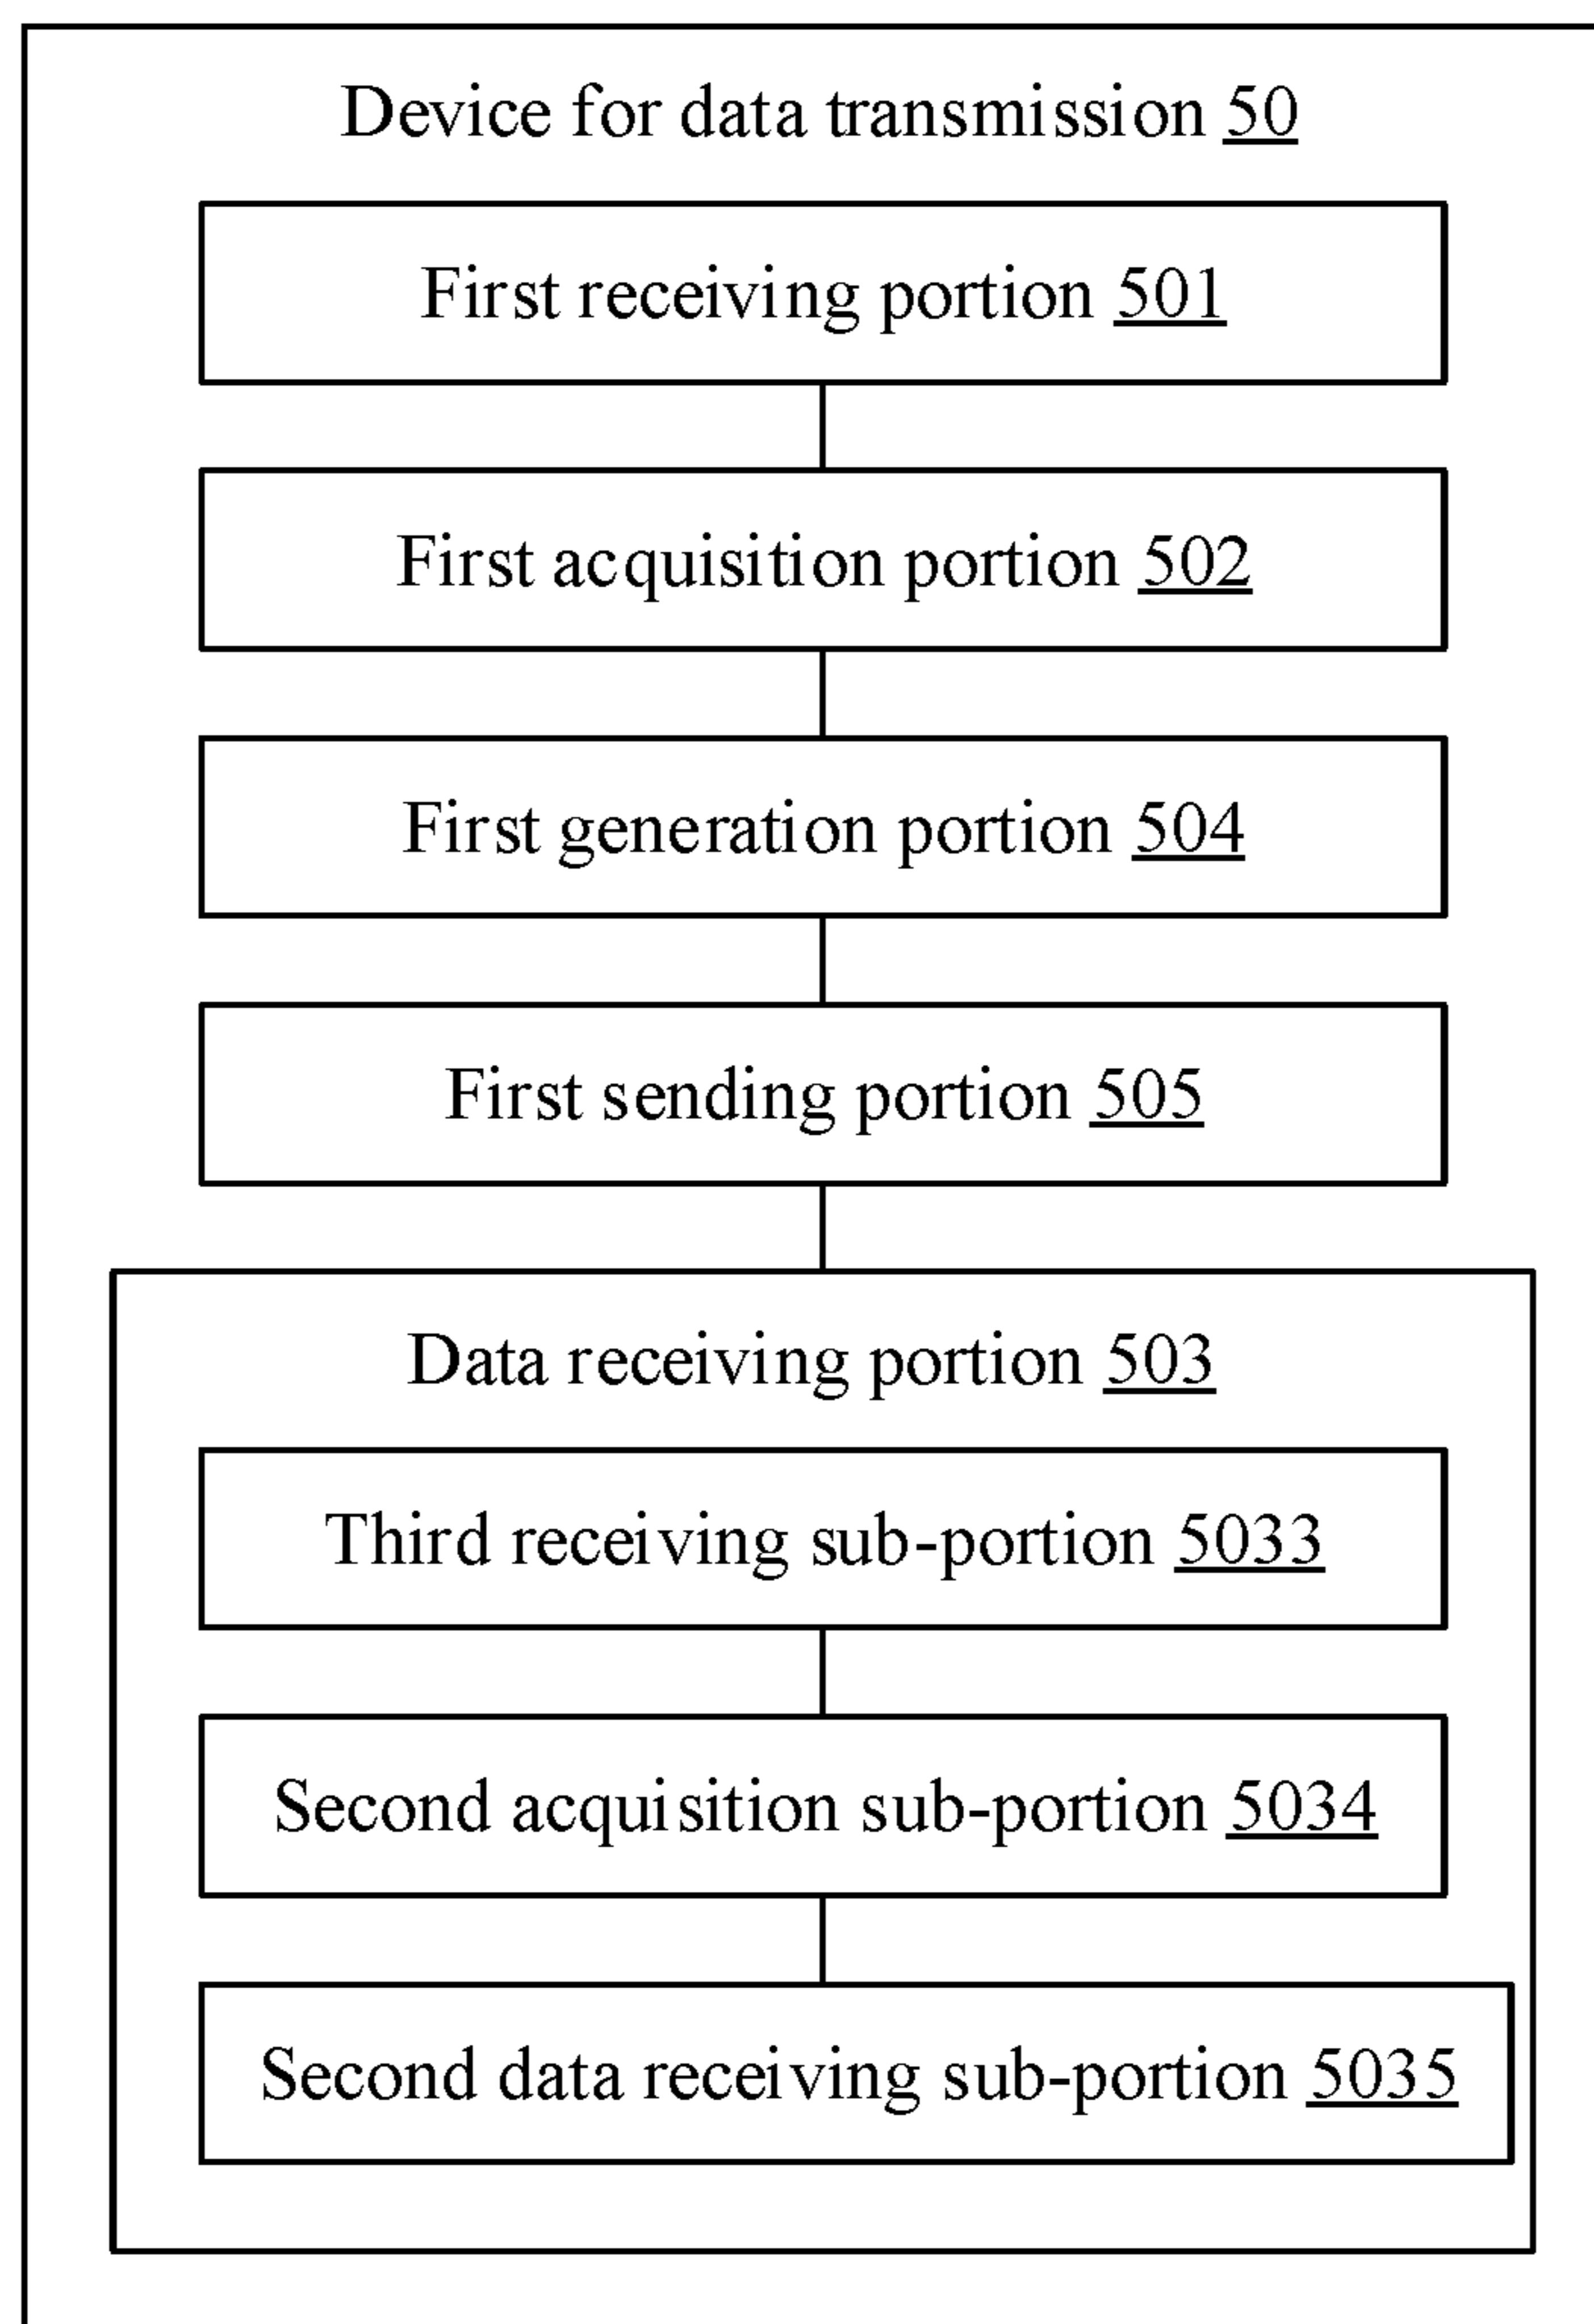 Device for data transmission 50
First receiving portion 501
First acquisition portion 502
First generation portion 504
First sending portion 505
Data receiving portion 503
Third receiving sub-portion 5033
Second acquisition sub-portion 5034
Second data receiving sub-portion 5035